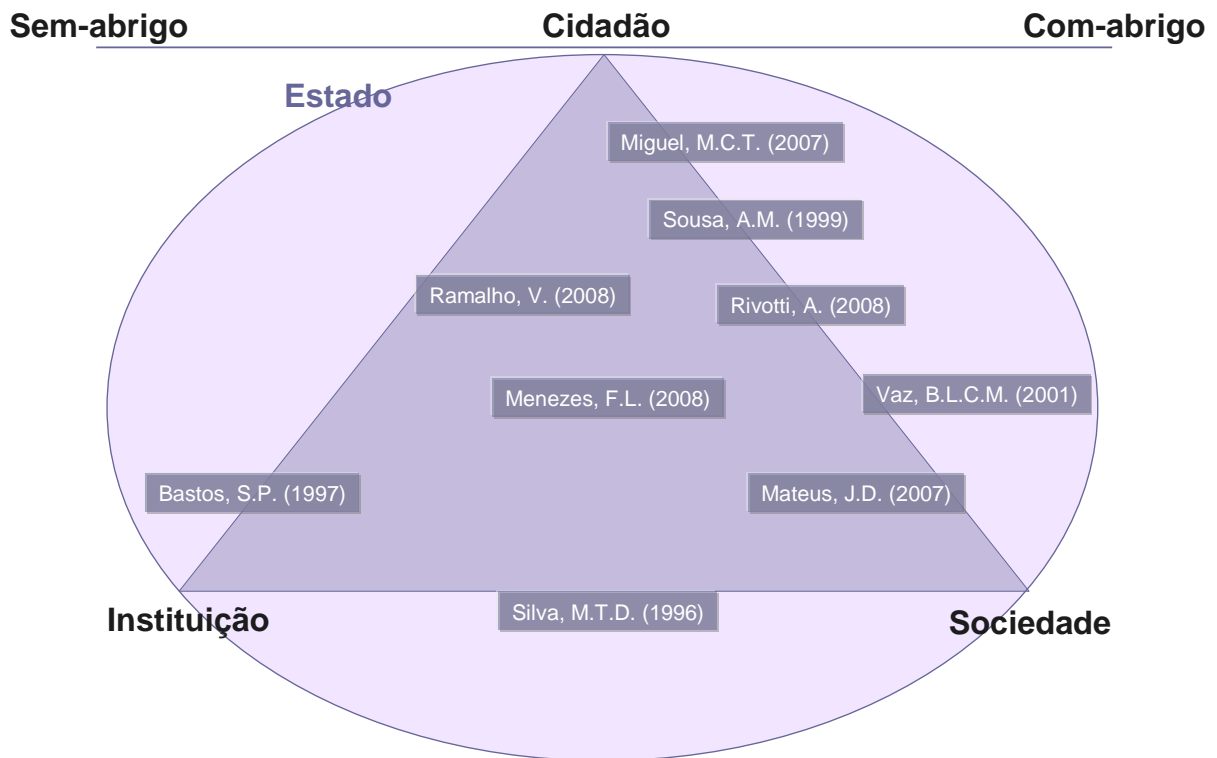 Sem-abrigo Cidadão Com-abrigo
Estado
Miguel, M.C.T. (2007)
Sousa, A.M. (1999)
Ramalho, V. (2008)
Rivotti, A. (2008)
Menezes, F.L. (2008)
Vaz, B.L.C.M. (2001)
Bastos, S.P. (1997)
Mateus, J.D. (2007)
Instituição
Silva, M.T.D. (1996)
Sociedade